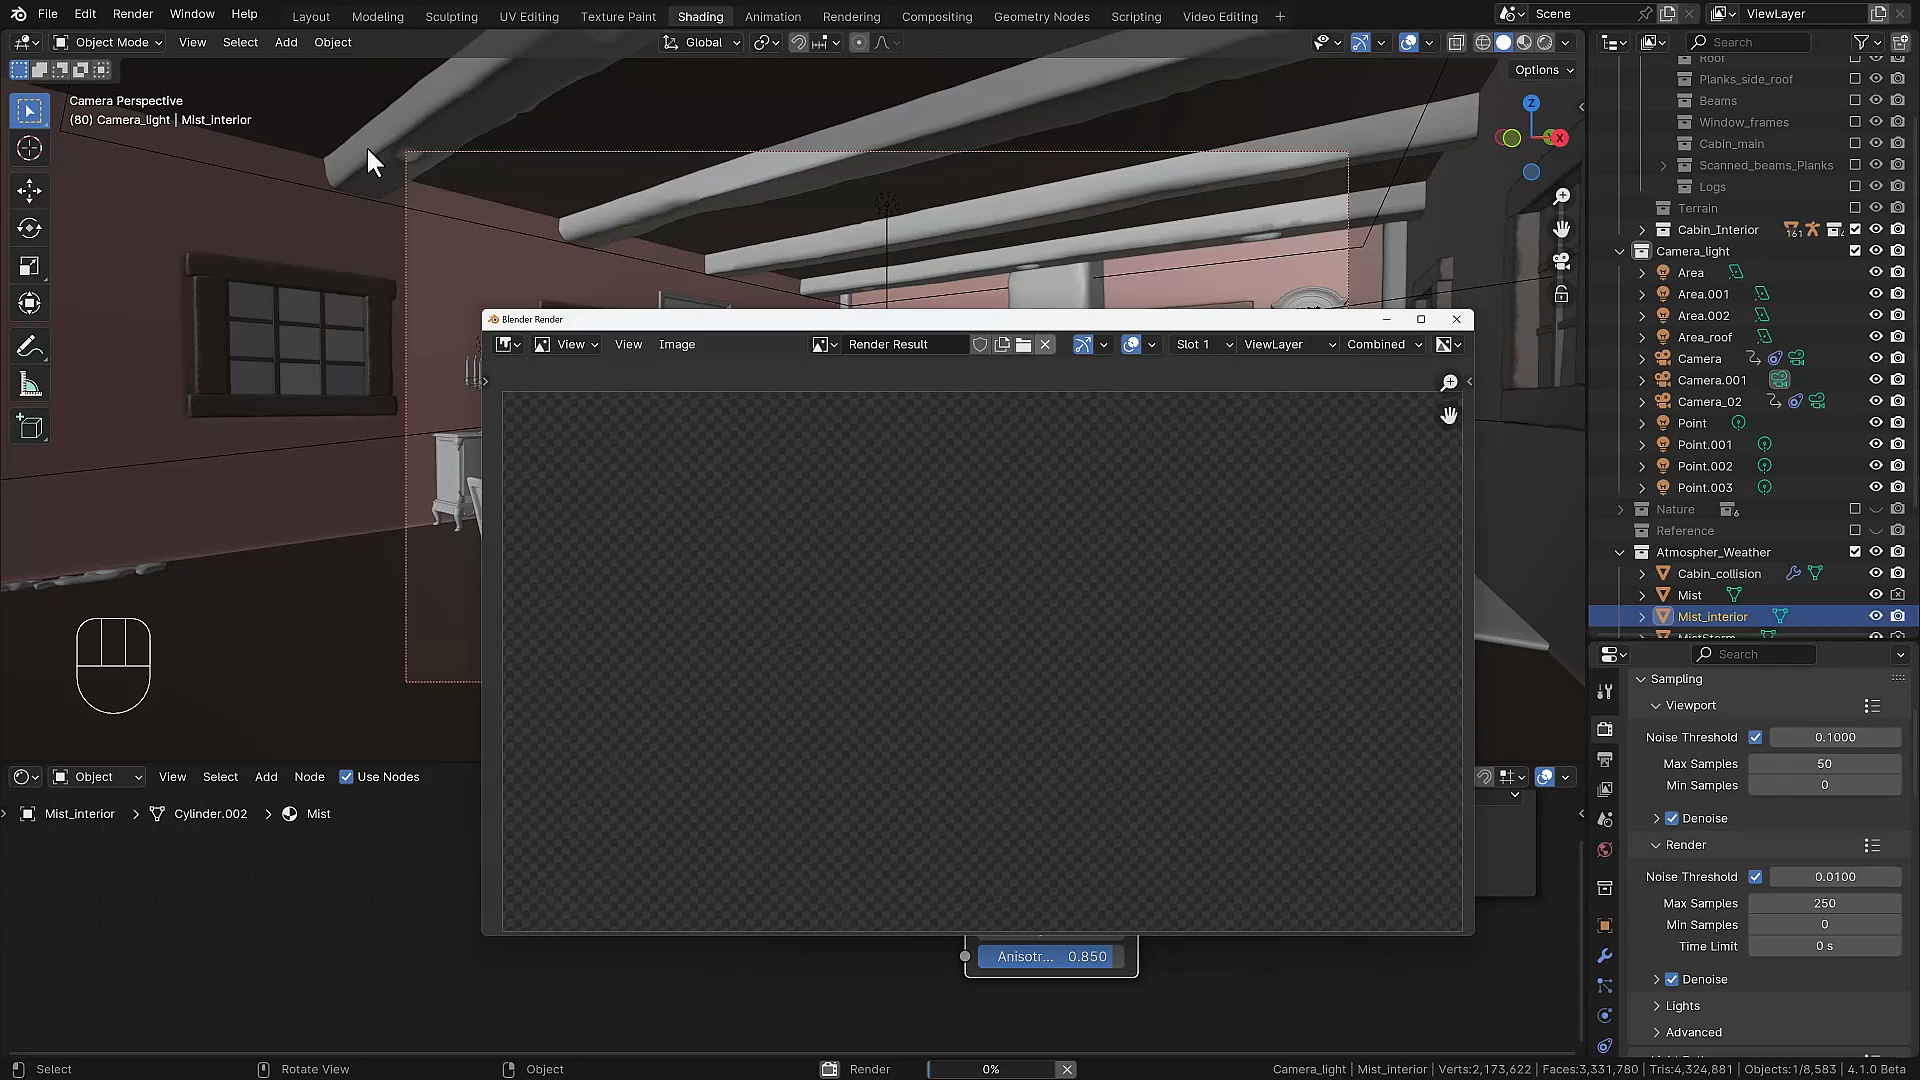 File Edit Render Window Help Layout Modeling Sculpting UV Editing Texture Paint Shading Animation Rendering Compositing Geometry Nodes Scripting Video Editing + Scene ViewLayer
Object Mode View Select Add Object Global Search
Options
Camera Perspective
(80) Camera_light | Mist_interior
Z
X
Roof
Planks_side_roof
Beams
Window_frames
Cabin_main
Scanned_beams_Planks
Logs
Terrain
Cabin_Interior 161
Camera_light
Area
Area.001
Area.002
Area_roof
Camera
Camera.001
Camera_02
Point
Point.001
Point.002
Point.003
Nature 6
Reference
Atmospher_Weather
Cabin_collision
Mist
Mist_interior
MistStorm
Blender Render
View View Image Render Result Slot 1 ViewLayer Combined
Search
Sampling
Viewport
Noise Threshold 0.1000
Max Samples 50
Min Samples 0
Denoise
Render
Noise Threshold 0.0100
Max Samples 250
Min Samples 0
Time Limit 0 s
Denoise
Lights
Advanced
Object View Select Add Node Use Nodes
Mist_interior > Cylinder.002 > Mist
Anisotr... 0.850
Select Rotate View Object Render 0% Camera_light | Mist_interior | Verts:2,173,622 | Faces:3,331,780 | Tris:4,324,881 | Objects:1/8,583 | 4.1.0 Beta